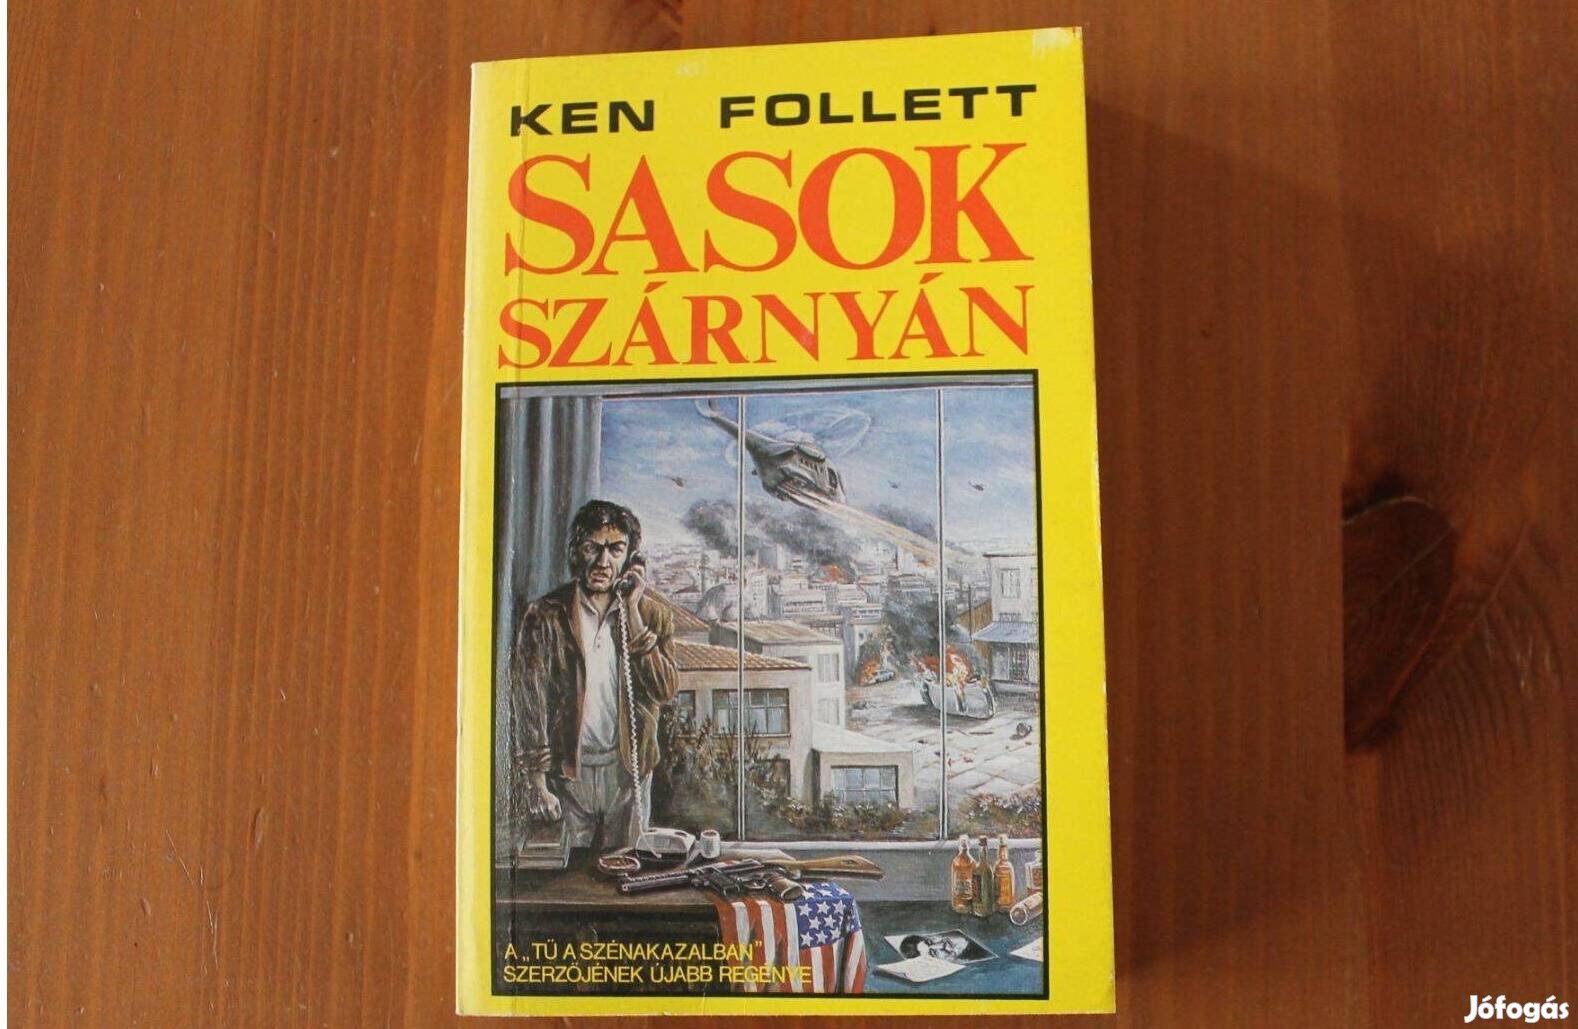 KEN FOLLETT
SASOK
SZÁRNYÁN
A „TŰ A SZÉNAKAZALBAN"
SZERZŐJÉNEK ÚJABB REGÉNYE
Jófogás